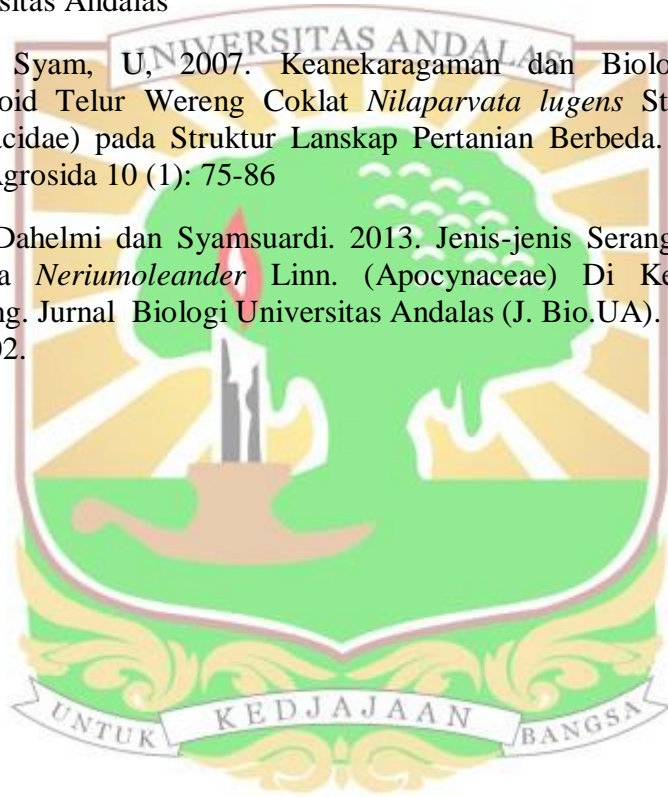 sitas Andalas
UNIVERSITAS ANDALAS
Syam, U, 2007. Keanekaragaman dan Biolo
oid Telur Wereng Coklat Nilaparvata lugens St
acidae) pada Struktur Lanskap Pertanian Berbeda.
Agrosida 10 (1): 75-86
Dahelmi dan Syamsuardi. 2013. Jenis-jenis Serang
a Neriumoleander Linn. (Apocynaceae) Di Ke
ng. Jurnal Biologi Universitas Andalas (J. Bio.UA).
02.
UNTUK KEDJAJAAN BANGSA